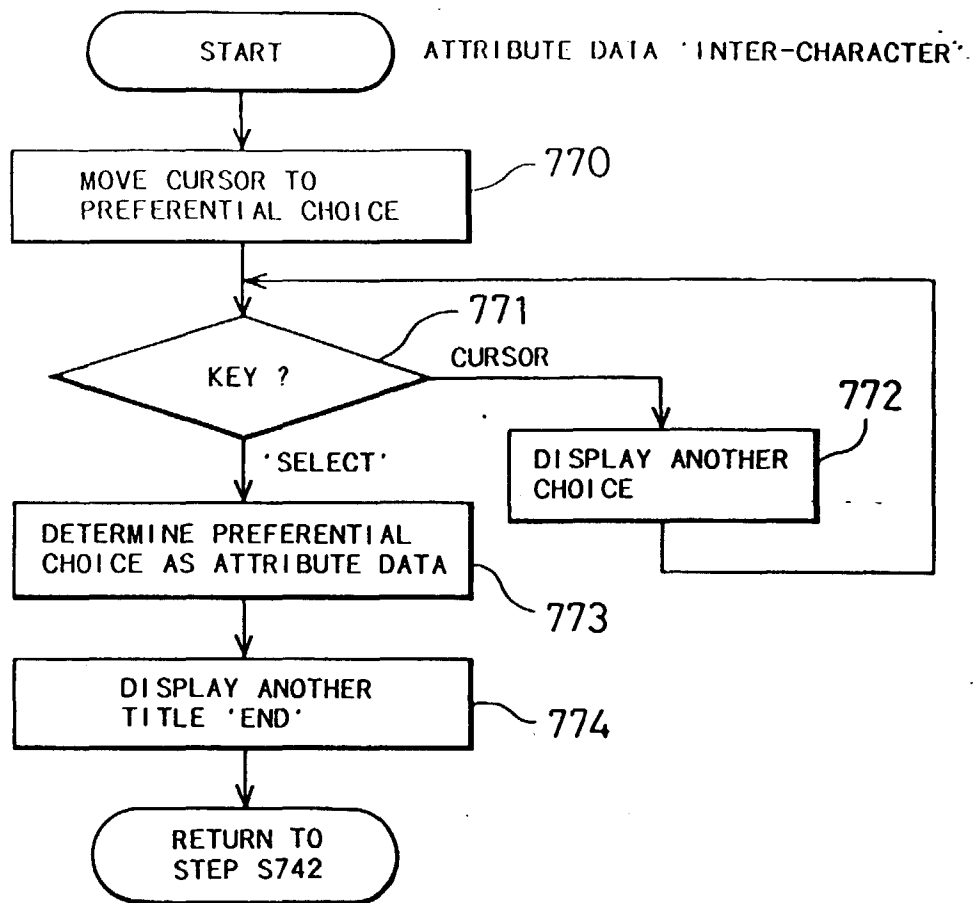 START
ATTRIBUTE DATA 'INTER-CHARACTER'
MOVE CURSOR TO
PREFERENTIAL CHOICE
770
771
KEY ?
CURSOR
772
DISPLAY ANOTHER
CHOICE
'SELECT'
DETERMINE PREFERENTIAL
CHOICE AS ATTRIBUTE DATA
773
DISPLAY ANOTHER
TITLE 'END'
774
RETURN TO
STEP S742